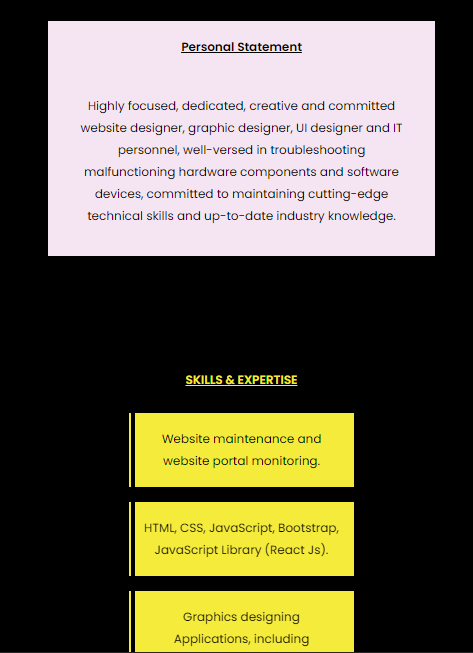 Personal Statement
Highly focused, dedicated, creative and committed
website designer, graphic designer, UI designer and IT
personnel, well-versed in troubleshooting
malfunctioning hardware components and software
devices, committed to maintaining cutting-edge
technical skills and up-to-date industry knowledge.
SKILLS & EXPERTISE
Website maintenance and
website portal monitoring.
HTML, CSS, JavaScript, Bootstrap,
JavaScript Library (React Js).
Graphics designing
Applications, including